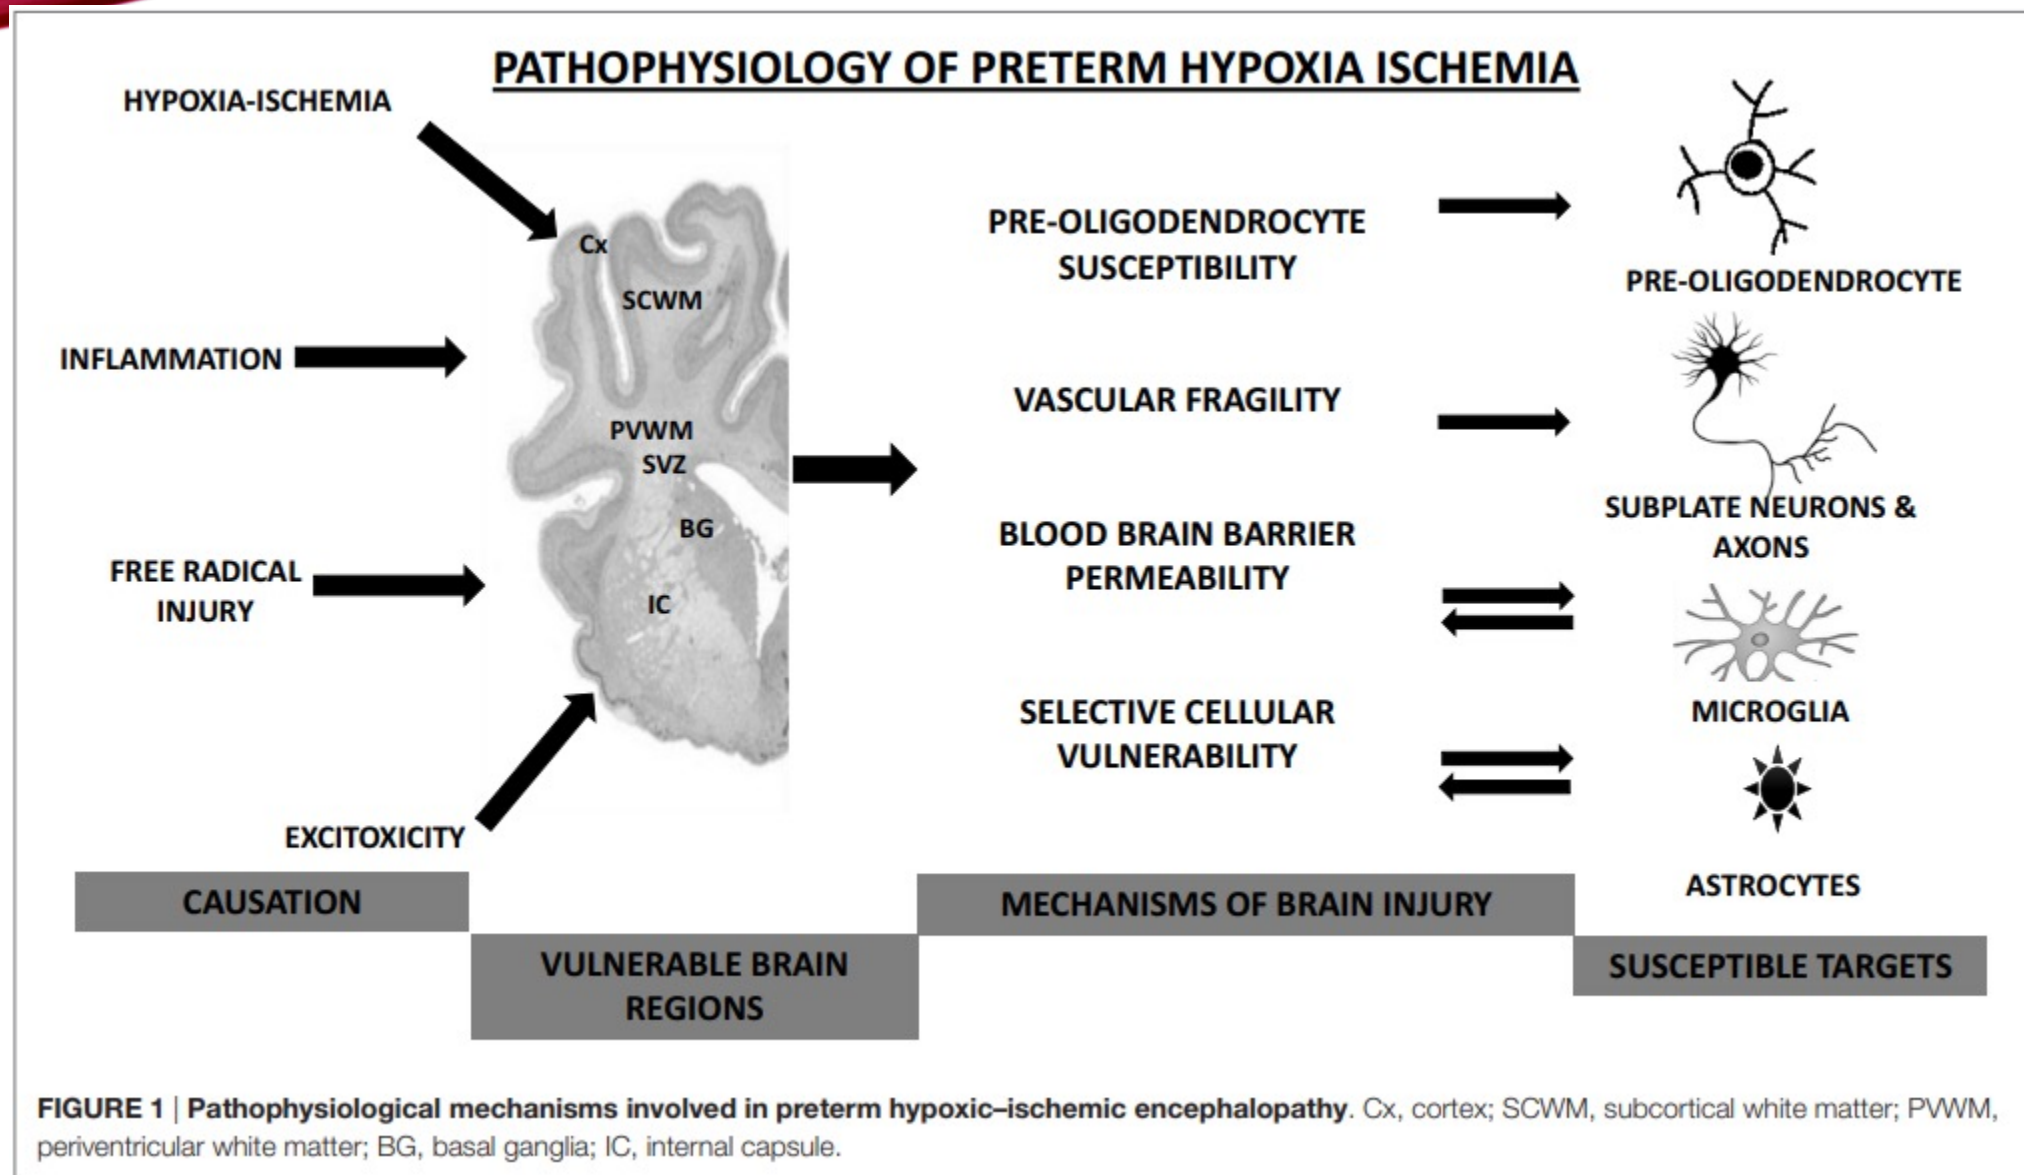 PATHOPHYSIOLOGY OF PRETERM HYPOXIA ISCHEMIA
HYPOXIA-ISCHEMIA
INFLAMMATION
FREE RADICAL
INJURY
EXCITOXICITY
CAUSATION
Cx
SCWM
PVWM
SVZ
BG
IC
VULNERABLE BRAIN
REGIONS
PRE-OLIGODENDROCYTE
SUSCEPTIBILITY
VASCULAR FRAGILITY
BLOOD BRAIN BARRIER
PERMEABILITY
SELECTIVE CELLULAR
VULNERABILITY
MECHANISMS OF BRAIN INJURY
PRE-OLIGODENDROCYTE
SUBPLATE NEURONS &
AXONS
MICROGLIA
ASTROCYTES
SUSCEPTIBLE TARGETS
FIGURE 1 | Pathophysiological mechanisms involved in preterm hypoxic–ischemic encephalopathy. Cx, cortex; SCWM, subcortical white matter; PVWM,
periventricular white matter; BG, basal ganglia; IC, internal capsule.